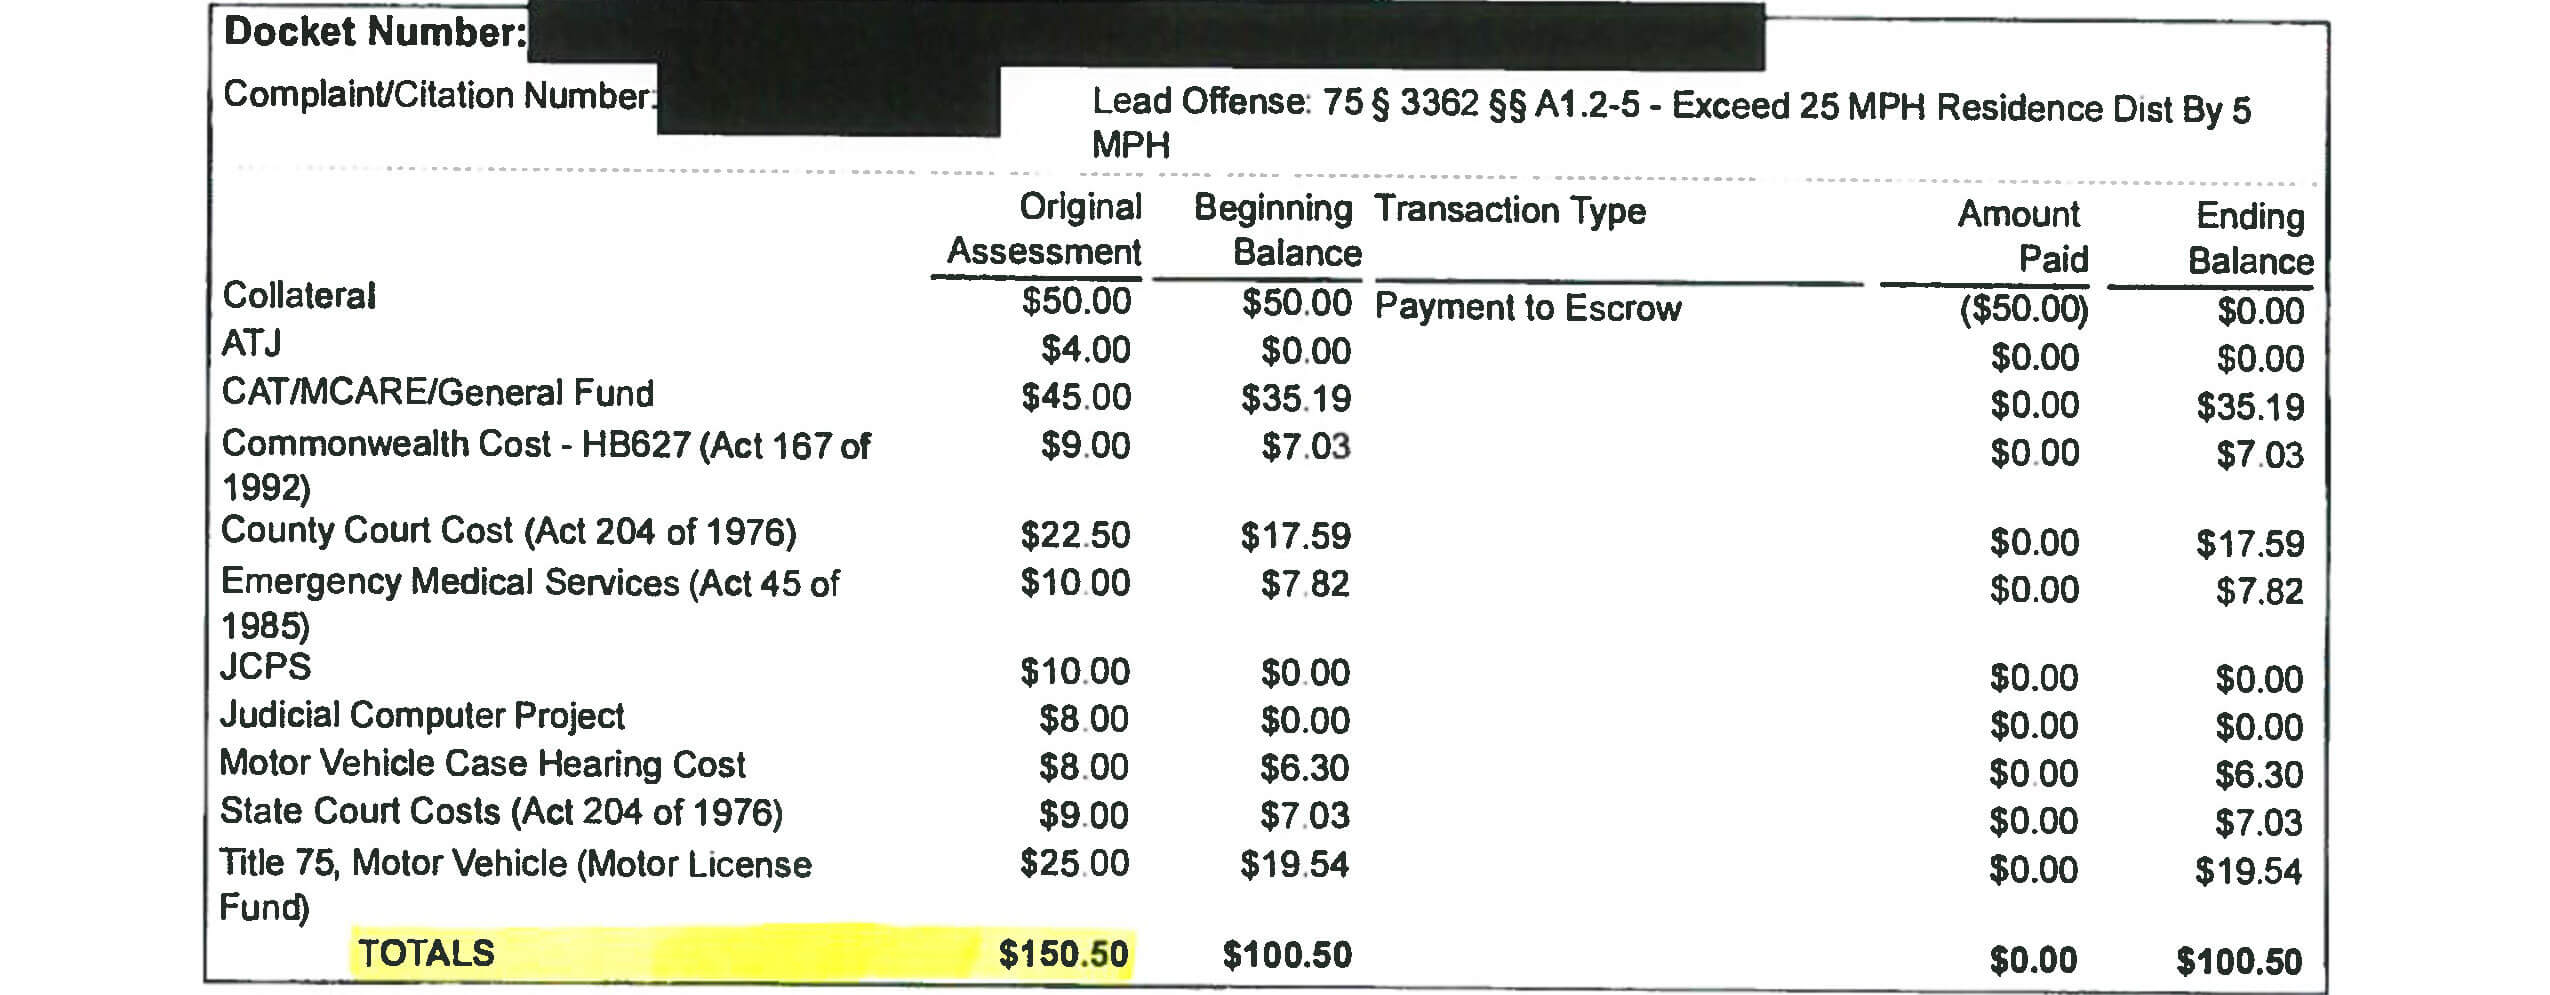 Docket Number:
Complaint/Citation Number:
Lead Offense: 75 § 3362 §§ A1.2-5 - Exceed 25 MPH Residence Dist By 5
MPH
Original Beginning Transaction Type Amount Ending
Assessment Balance Paid Balance
Collateral $50.00 $50.00 Payment to Escrow ($50.00) $0.00
ATJ $4.00 $0.00 $0.00 $0.00
CAT/MCARE/General Fund $45.00 $35.19 $0.00 $35.19
Commonwealth Cost - HB627 (Act 167 of $9.00 $7.03 $0.00 $7.03
1992)
County Court Cost (Act 204 of 1976) $22.50 $17.59 $0.00 $17.59
Emergency Medical Services (Act 45 of $10.00 $7.82 $0.00 $7.82
1985)
JCPS $10.00 $0.00 $0.00 $0.00
Judicial Computer Project $8.00 $0.00 $0.00 $0.00
Motor Vehicle Case Hearing Cost $8.00 $6.30 $0.00 $6.30
State Court Costs (Act 204 of 1976) $9.00 $7.03 $0.00 $7.03
Title 75, Motor Vehicle (Motor License $25.00 $19.54 $0.00 $19.54
Fund)
TOTALS $150.50 $100.50 $0.00 $100.50